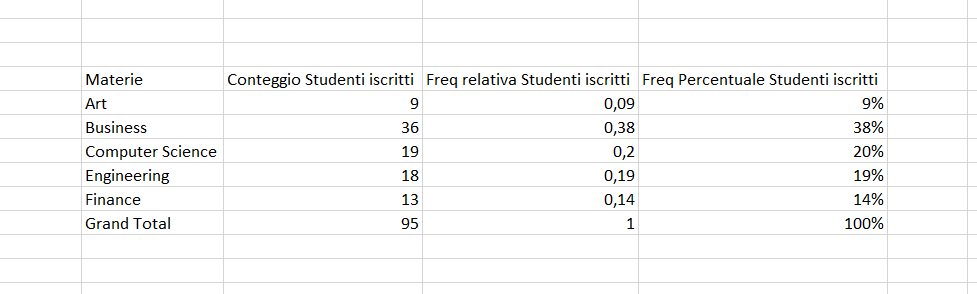 Materie Conteggio Studenti iscritti Freq relativa Studenti iscritti Freq Percentuale Studenti iscritti
Art 9 0,09 9%
Business 36 0,38 38%
Computer Science 19 0,2 20%
Engineering 18 0,19 19%
Finance 13 0,14 14%
Grand Total 95 1 100%